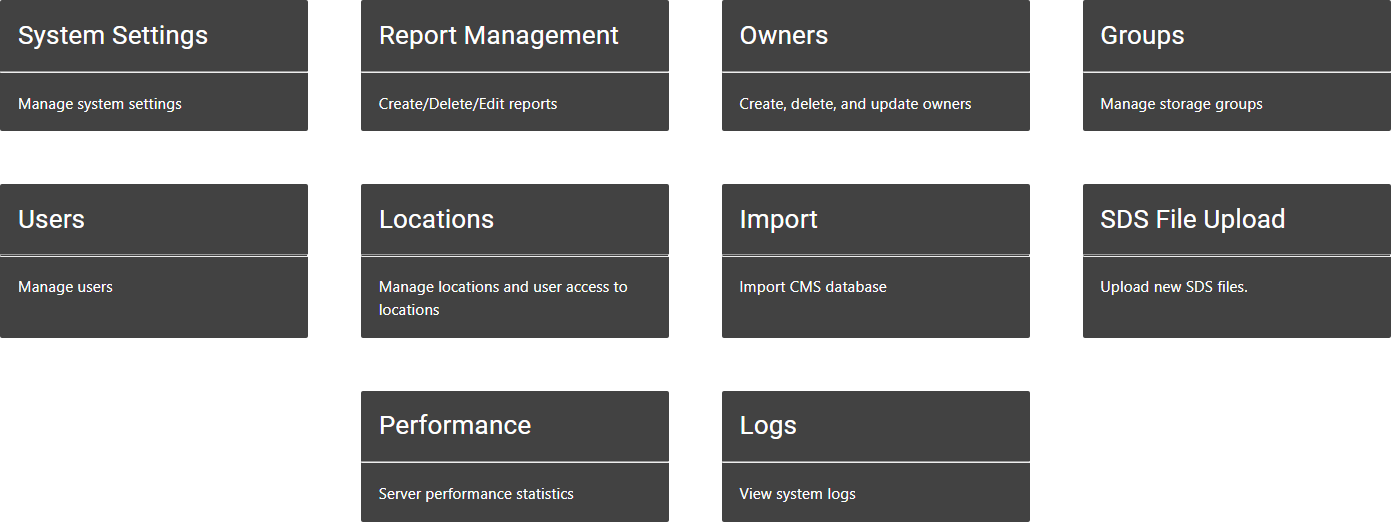 System Settings
Manage system settings
Report Management
Create/Delete/Edit reports
Owners
Create, delete, and update owners
Groups
Manage storage groups
Users
Manage users
Locations
Manage locations and user access to
locations
Import
Import CMS database
SDS File Upload
Upload new SDS files.
Performance
Server performance statistics
Logs
View system logs